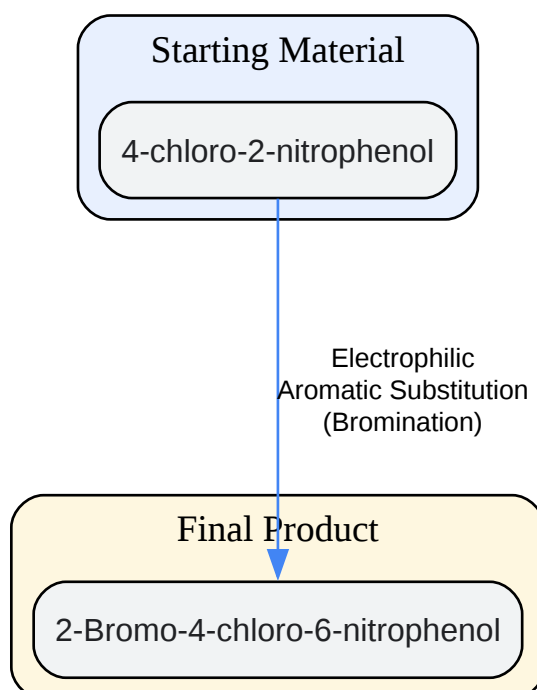 Starting Material
4-chloro-2-nitrophenol
Electrophilic
Aromatic Substitution
(Bromination)
Final Product
2-Bromo-4-chloro-6-nitrophenol